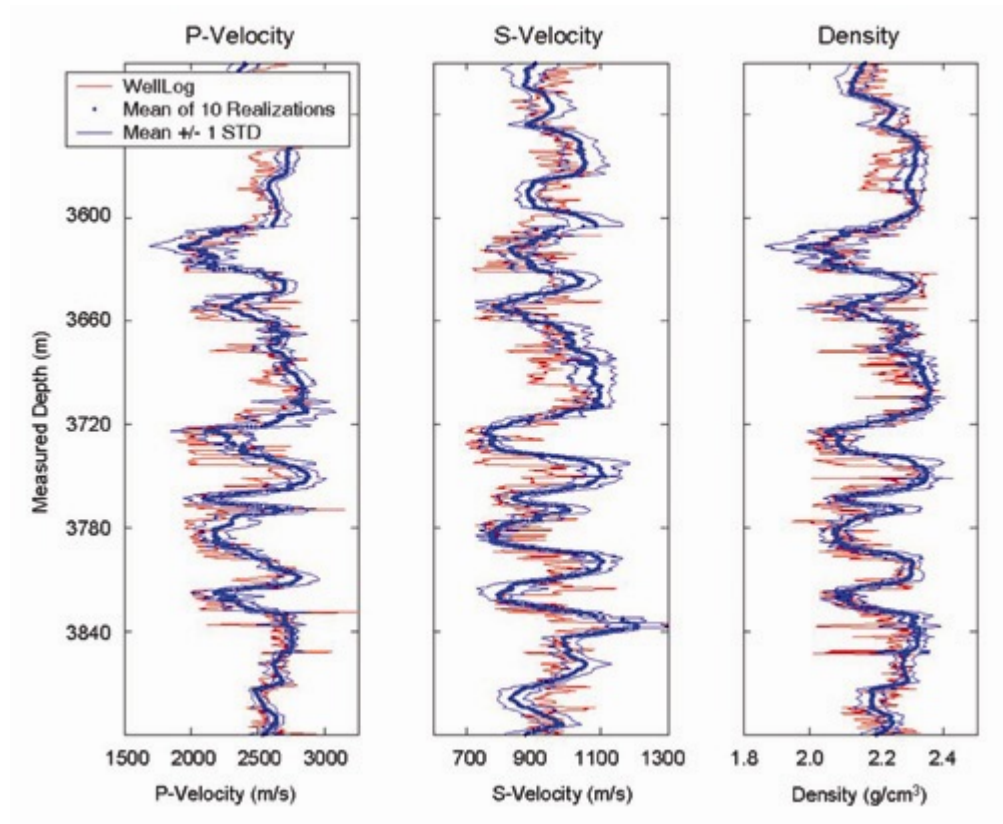 P-Velocity
S-Velocity
Density
WellLog
Mean of 10 Realizations
Mean +/- 1 STD
Measured Depth (m)
3600
3660
3720
3780
3840
1500 2000 2500 3000
700 900 1100 1300
1.8 2.0 2.2 2.4
P-Velocity (m/s)
S-Velocity (m/s)
Density (g/cm³)